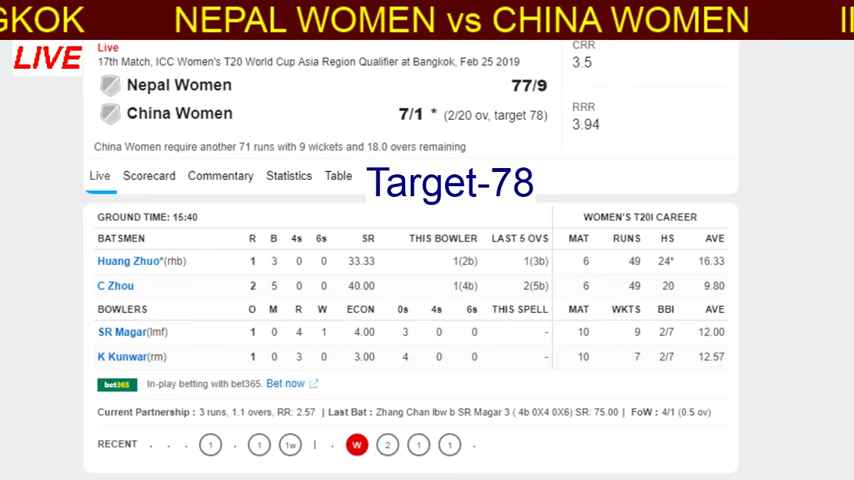 GKOK NEPAL WOMEN vs CHINA WOMEN
LIVE
Live
17th Match, ICC Women's T20 World Cup Asia Region Qualifier at Bangkok, Feb 25 2019
Nepal Women 77/9
China Women 7/1 * (2/20 ov, target 78)
China Women require another 71 runs with 9 wickets and 18.0 overs remaining
CRR
3.5
RRR
3.94
Live Scorecard Commentary Statistics Table
Target-78
GROUND TIME: 15:40 WOMEN'S T20I CAREER
BATSMEN R B 4s 6s SR THIS BOWLER LAST 5 OVS MAT RUNS HS AVE
Huang Zhuo*(rhb) 1 3 0 0 33.33 1(2b) 1(3b) 6 49 24* 16.33
C Zhou 2 5 0 0 40.00 1(4b) 2(5b) 6 49 20 9.80
BOWLERS O M R W ECON 0s 4s 6s THIS SPELL MAT WKTS BBI AVE
SR Magar(lmf) 1 0 4 1 4.00 3 0 0 - 10 9 2/7 12.00
K Kunwar(rm) 1 0 3 0 3.00 4 0 0 - 10 7 2/7 12.57
bet365 In-play betting with bet365. Bet now
Current Partnership : 3 runs, 1.1 overs, RR: 2.57 | Last Bat : Zhang Chan lbw b SR Magar 3 ( 4b 0X4 0X6) SR: 75.00 | FoW : 4/1 (0.5 ov)
RECENT . . . 1 . 1 1w | . W 2 1 1 .